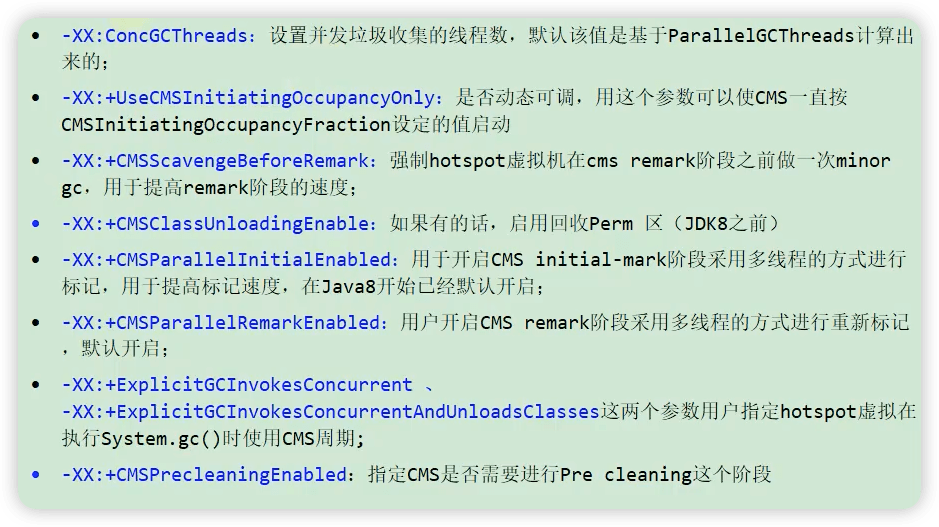 • -XX:ConcGCThreads：设置并发垃圾收集的线程数，默认该值是基于ParallelGCThreads计算出
来的；
• -XX:+UseCMSInitiatingOccupancyOnly：是否动态可调，用这个参数可以使CMS一直按
CMSInitiatingOccupancyFraction设定的值启动
• -XX:+CMSScavengeBeforeRemark：强制hotspot虚拟机在cms remark阶段之前做一次minor
gc，用于提高remark阶段的速度；
• -XX:+CMSClassUnloadingEnable：如果有的话，启用回收Perm 区（JDK8之前）
• -XX:+CMSParallelInitialEnabled：用于开启CMS initial-mark阶段采用多线程的方式进行
标记，用于提高标记速度，在Java8开始已经默认开启；
• -XX:+CMSParallelRemarkEnabled：用户开启CMS remark阶段采用多线程的方式进行重新标记
，默认开启；
• -XX:+ExplicitGCInvokesConcurrent 、
-XX:+ExplicitGCInvokesConcurrentAndUnloadsClasses这两个参数用户指定hotspot虚拟在
执行System.gc()时使用CMS周期;
• -XX:+CMSPrecleaningEnabled：指定CMS是否需要进行Pre cleaning这个阶段